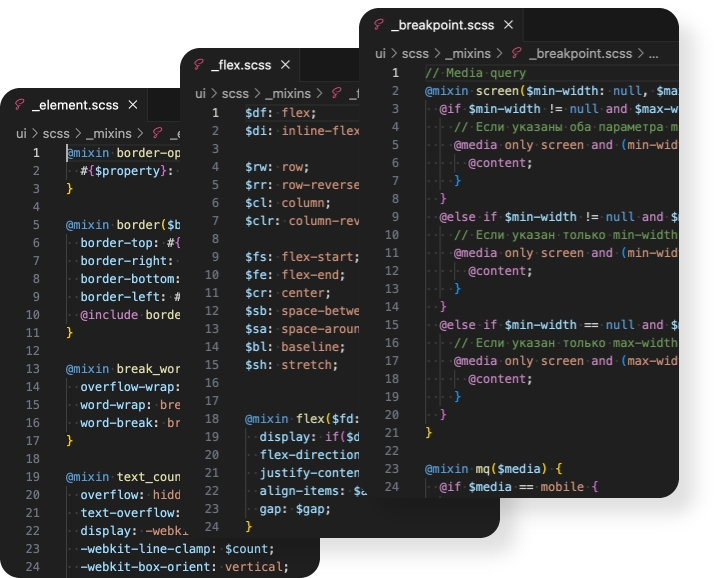 _element.scss ×
ui > scss > _mixins >
1 @mixin border-op
2 #{$property}:
3 }
4
5 @mixin border($b
6 border-top: #{
7 border-right:
8 border-bottom:
9 border-left: #
10 @include borde
11 }
12
13 @mixin break_wor
14 overflow-wrap:
15 word-wrap: bre
16 word-break: br
17 }
18
19 @mixin text_coun
20 overflow: hidd
21 text-overflow:
22 display: -webki
23 -webkit-line-clamp: $count;
24 -webkit-box-orient: vertical;
_flex.scss ×
ui > scss > _mixins > _f
1 $df: flex;
2 $di: inline-flex
3
4 $rw: row;
5 $rr: row-reverse
6 $cl: column;
7 $clr: column-rev
8
9 $fs: flex-start;
10 $fe: flex-end;
11 $cr: center;
12 $sb: space-betwe
13 $sa: space-aroun
14 $bl: baseline;
15 $sh: stretch;
16
17
18 @mixin flex($fd:
19 display: if($d
20 flex-direction
21 justify-conten
22 align-items: $a
23 gap: $gap;
24 }
_breakpoint.scss ×
ui > scss > _mixins > _breakpoint.scss > ...
1 // Media query
2 @mixin screen($min-width: null, $ma
3 @if $min-width != null and $max-w
4 // Если указаны оба параметра m
5 @media only screen and (min-wid
6 @content;
7 }
8 }
9 @else if $min-width != null and $
10 // Если указан только min-width
11 @media only screen and (min-wid
12 @content;
13 }
14 }
15 @else if $min-width == null and $
16 // Если указан только max-width
17 @media only screen and (max-wid
18 @content;
19 }
20 }
21 }
22
23 @mixin mq($media) {
24 @if $media == mobile {